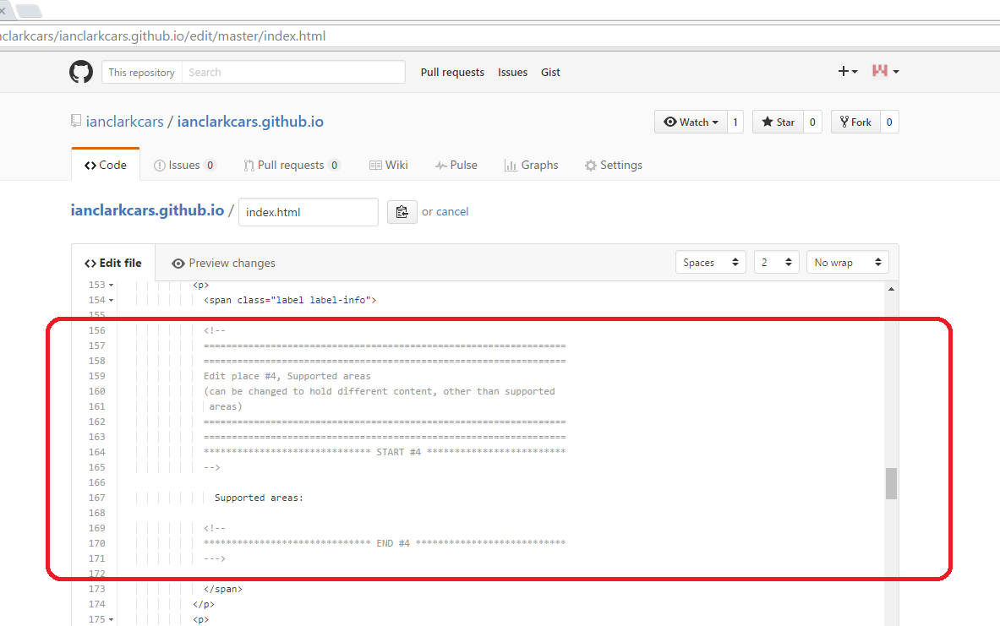 nclarkcars/ianclarkcars.github.io/edit/master/index.html
This repository Search Pull requests Issues Gist
ianclarkcars / ianclarkcars.github.io Watch 1 Star 0 Fork 0
Code Issues 0 Pull requests 0 Wiki Pulse Graphs Settings
ianclarkcars.github.io / index.html or cancel
Edit file Preview changes Spaces 2 No wrap
153 <p>
154 <span class="label label-info">
155
156 <!--
157 =================================================================
158 =================================================================
159 Edit place #4, Supported areas
160 (can be changed to hold different content, other than supported
161 areas)
162 =================================================================
163 =================================================================
164 ****************************** START #4 *************************
165 -->
166
167 Supported areas:
168
169 <!--
170 ****************************** END #4 ***************************
171 --->
172
173 </span>
174 </p>
175 <p>